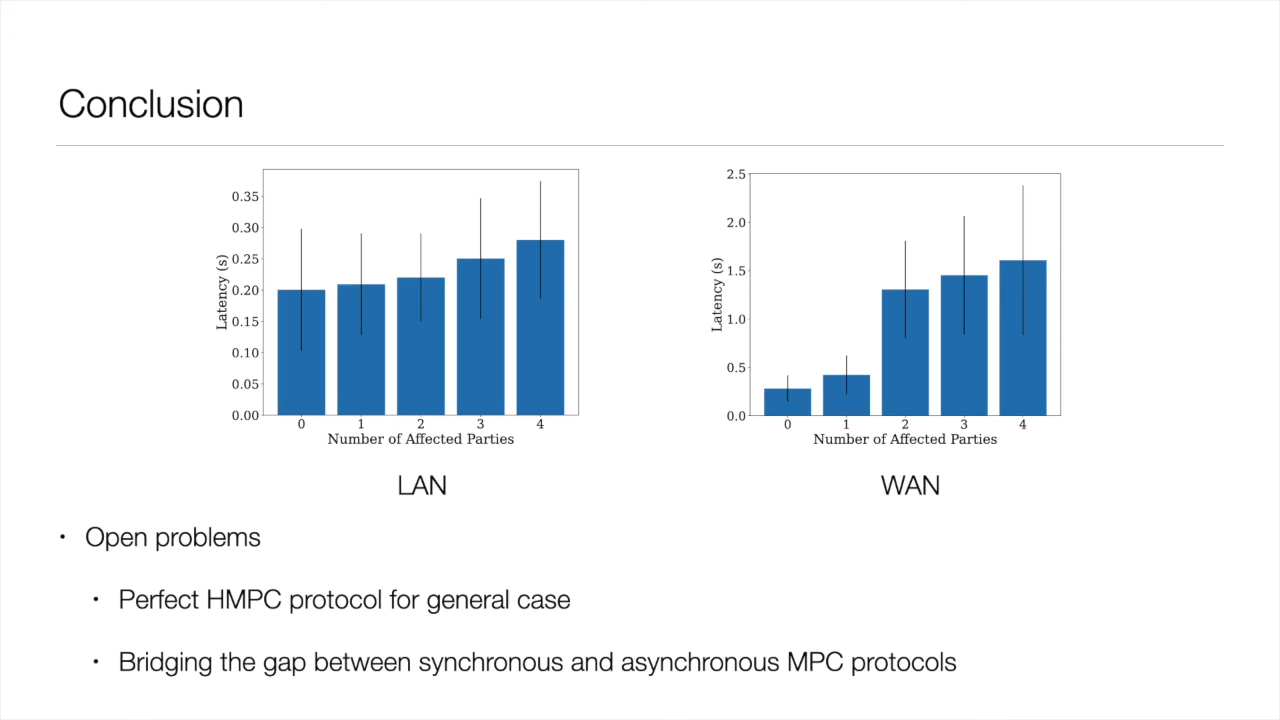 Conclusion
0.35
0.30
0.25
0.20
0.15
0.10
0.05
0.00
Latency (s)
0 1 2 3 4
Number of Affected Parties
LAN
2.5
2.0
1.5
1.0
0.5
0.0
Latency (s)
0 1 2 3 4
Number of Affected Parties
WAN
• Open problems
• Perfect HMPC protocol for general case
• Bridging the gap between synchronous and asynchronous MPC protocols